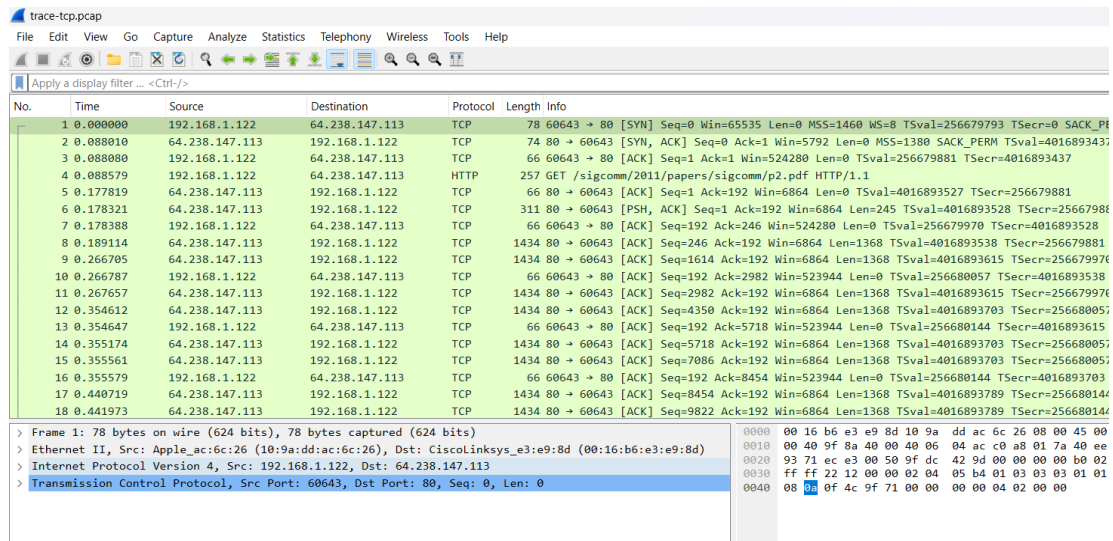 trace-tcp.pcap
File Edit View Go Capture Analyze Statistics Telephony Wireless Tools Help
Apply a display filter ... <Ctrl-/>
No. Time Source Destination Protocol Length Info
1 0.000000 192.168.1.122 64.238.147.113 TCP 78 60643 → 80 [SYN] Seq=0 Win=65535 Len=0 MSS=1460 WS=8 TSval=256679793 TSecr=0 SACK_PE
2 0.088010 64.238.147.113 192.168.1.122 TCP 74 80 → 60643 [SYN, ACK] Seq=0 Ack=1 Win=5792 Len=0 MSS=1380 SACK_PERM TSval=4016893437
3 0.088080 192.168.1.122 64.238.147.113 TCP 66 60643 → 80 [ACK] Seq=1 Ack=1 Win=524280 Len=0 TSval=256679881 TSecr=4016893437
4 0.088579 192.168.1.122 64.238.147.113 HTTP 257 GET /sigcomm/2011/papers/sigcomm/p2.pdf HTTP/1.1
5 0.177819 64.238.147.113 192.168.1.122 TCP 66 80 → 60643 [ACK] Seq=1 Ack=192 Win=6864 Len=0 TSval=4016893527 TSecr=256679881
6 0.178321 64.238.147.113 192.168.1.122 TCP 311 80 → 60643 [PSH, ACK] Seq=1 Ack=192 Win=6864 Len=245 TSval=4016893528 TSecr=25667988
7 0.178388 192.168.1.122 64.238.147.113 TCP 66 60643 → 80 [ACK] Seq=192 Ack=246 Win=524280 Len=0 TSval=256679970 TSecr=4016893528
8 0.189114 64.238.147.113 192.168.1.122 TCP 1434 80 → 60643 [ACK] Seq=246 Ack=192 Win=6864 Len=1368 TSval=4016893538 TSecr=256679881
9 0.266705 64.238.147.113 192.168.1.122 TCP 1434 80 → 60643 [ACK] Seq=1614 Ack=192 Win=6864 Len=1368 TSval=4016893615 TSecr=256679970
10 0.266787 192.168.1.122 64.238.147.113 TCP 66 60643 → 80 [ACK] Seq=192 Ack=2982 Win=523944 Len=0 TSval=256680057 TSecr=4016893538
11 0.267657 64.238.147.113 192.168.1.122 TCP 1434 80 → 60643 [ACK] Seq=2982 Ack=192 Win=6864 Len=1368 TSval=4016893615 TSecr=256679970
12 0.354612 64.238.147.113 192.168.1.122 TCP 1434 80 → 60643 [ACK] Seq=4350 Ack=192 Win=6864 Len=1368 TSval=4016893703 TSecr=256680057
13 0.354647 192.168.1.122 64.238.147.113 TCP 66 60643 → 80 [ACK] Seq=192 Ack=5718 Win=523944 Len=0 TSval=256680144 TSecr=4016893615
14 0.355174 64.238.147.113 192.168.1.122 TCP 1434 80 → 60643 [ACK] Seq=5718 Ack=192 Win=6864 Len=1368 TSval=4016893703 TSecr=256680057
15 0.355561 64.238.147.113 192.168.1.122 TCP 1434 80 → 60643 [ACK] Seq=7086 Ack=192 Win=6864 Len=1368 TSval=4016893703 TSecr=256680057
16 0.355579 192.168.1.122 64.238.147.113 TCP 66 60643 → 80 [ACK] Seq=192 Ack=8454 Win=523944 Len=0 TSval=256680144 TSecr=4016893703
17 0.440719 64.238.147.113 192.168.1.122 TCP 1434 80 → 60643 [ACK] Seq=8454 Ack=192 Win=6864 Len=1368 TSval=4016893789 TSecr=256680144
18 0.441973 64.238.147.113 192.168.1.122 TCP 1434 80 → 60643 [ACK] Seq=9822 Ack=192 Win=6864 Len=1368 TSval=4016893789 TSecr=256680144
> Frame 1: 78 bytes on wire (624 bits), 78 bytes captured (624 bits)
> Ethernet II, Src: Apple_ac:6c:26 (10:9a:dd:ac:6c:26), Dst: CiscoLinksys_e3:e9:8d (00:16:b6:e3:e9:8d)
> Internet Protocol Version 4, Src: 192.168.1.122, Dst: 64.238.147.113
> Transmission Control Protocol, Src Port: 60643, Dst Port: 80, Seq: 0, Len: 0
0000 00 16 b6 e3 e9 8d 10 9a dd ac 6c 26 08 00 45 00
0010 00 40 9f 8a 40 00 40 06 04 ac c0 a8 01 7a 40 ee
0020 93 71 ec e3 00 50 9f dc 42 9d 00 00 00 00 b0 02
0030 ff ff 22 12 00 00 02 04 05 b4 01 03 03 03 01 01
0040 08 0a 0f 4c 9f 71 00 00 00 00 04 02 00 00